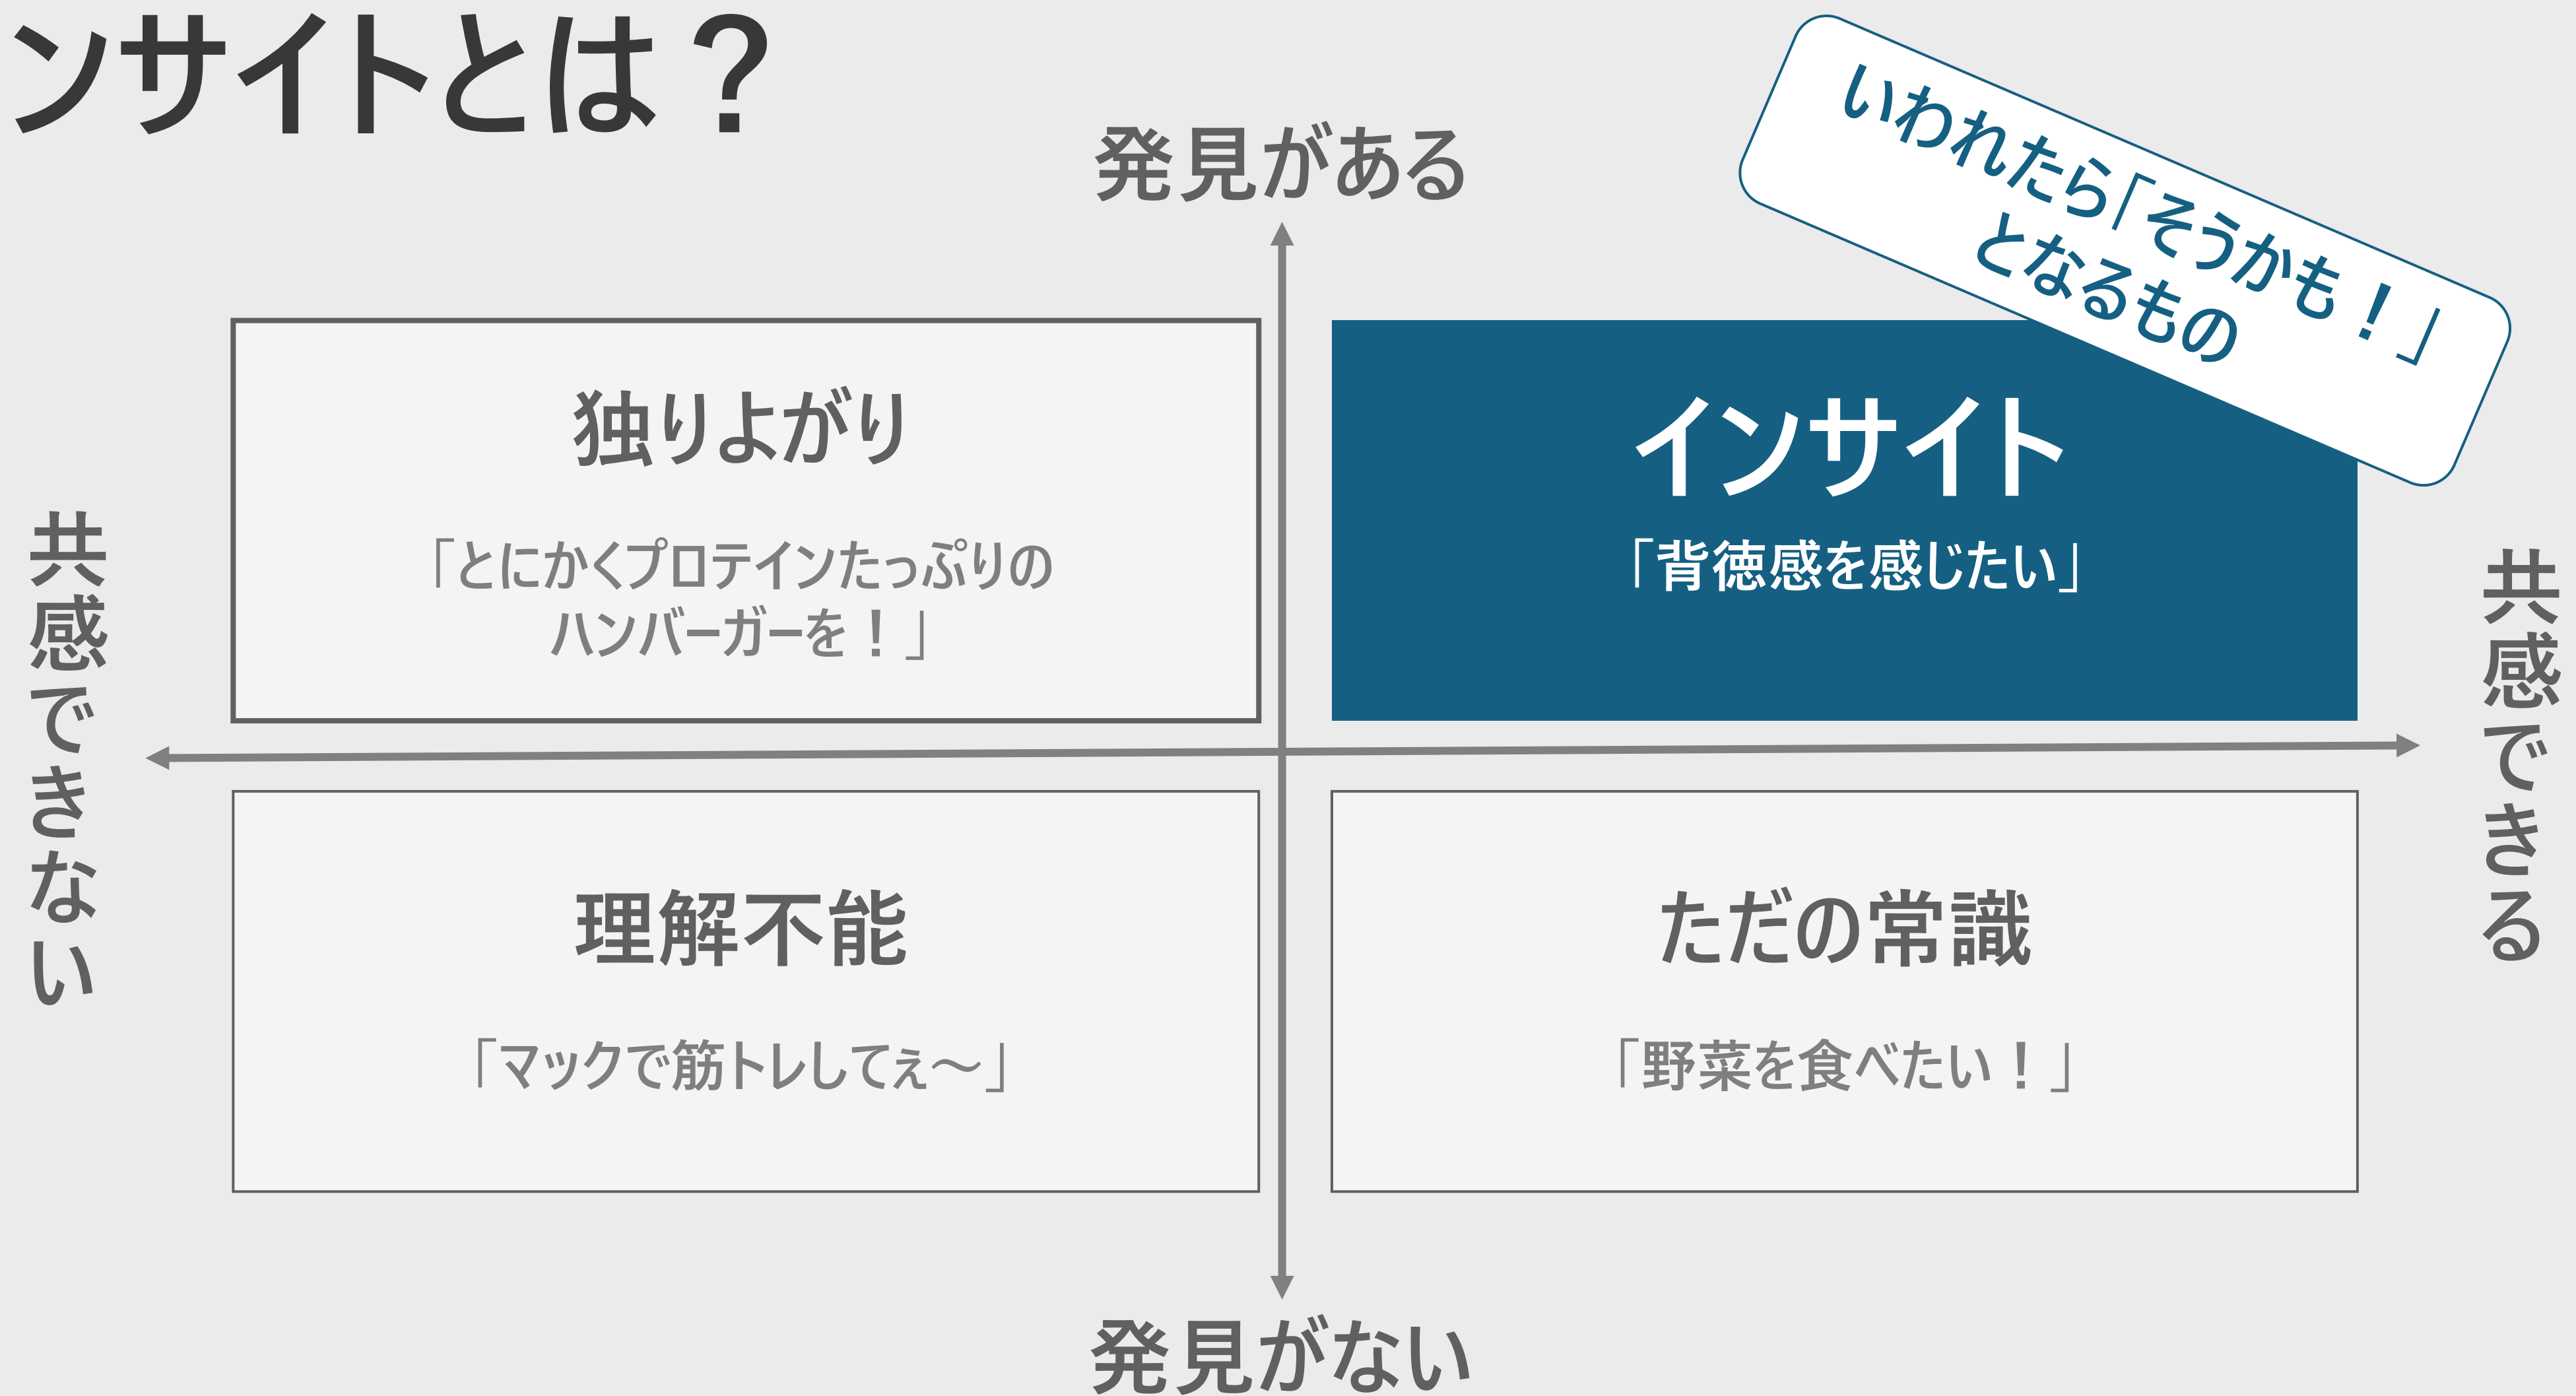 ンサイトとは？
発見がある
いわれたら「そうかも！」
となるもの
独りよがり
「とにかくプロテインたっぷりの
ハンバーガーを！」
インサイト
「背徳感を感じたい」
共感できない
共感できる
理解不能
「マックで筋トレしてぇ～」
ただの常識
「野菜を食べたい！」
発見がない